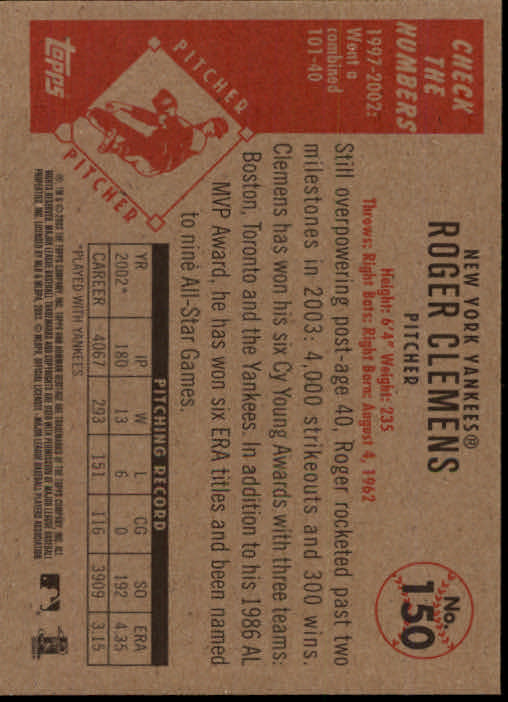 No.
150
NEW YORK YANKEES®
ROGER CLEMENS
PITCHER
Height: 6'4" Weight: 235
Throws: Right Bats: Right Born: August 4, 1962
CHECK
THE
NUMBERS
1997-2002:
Went a
combined
101-40
PITCHER
PITCHER
topps
Still overpowering post-age 40, Roger rocketed past two
milestones in 2003: 4,000 strikeouts and 300 wins.
Clemens has won his six Cy Young Awards with three teams:
Boston, Toronto and the Yankees. In addition to his 1986 AL
MVP Award, he has won six ERA titles and been named
to nine All-Star Games.
PITCHING RECORD
YR IP W L CG SO ERA
2002* 180 13 6 0 192 4.35
CAREER 4067 293 151 116 3909 3.15
*PLAYED WITH YANKEES.